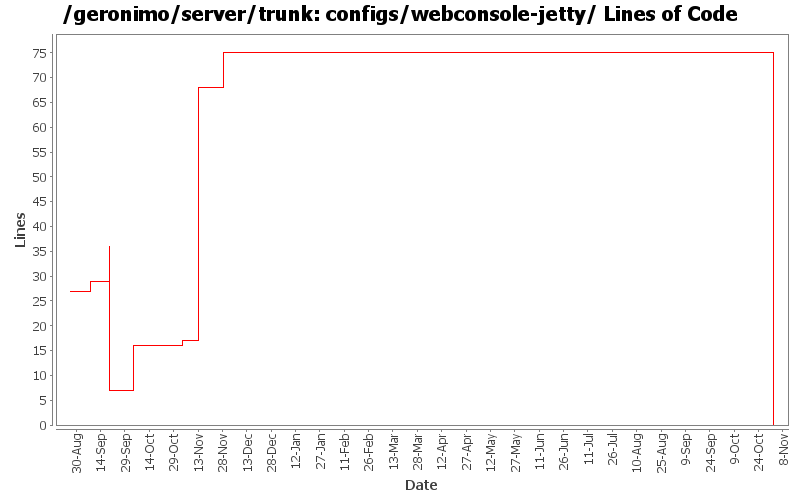 /geronimo/server/trunk: configs/webconsole-jetty/ Lines of Code
75
70
65
60
55
50
45
40
35
30
25
20
15
10
5
0
Lines
30-Aug
14-Sep
29-Sep
14-Oct
29-Oct
13-Nov
28-Nov
13-Dec
28-Dec
12-Jan
27-Jan
11-Feb
26-Feb
13-Mar
28-Mar
12-Apr
27-Apr
12-May
27-May
11-Jun
26-Jun
11-Jul
26-Jul
10-Aug
25-Aug
9-Sep
24-Sep
9-Oct
24-Oct
8-Nov
Date